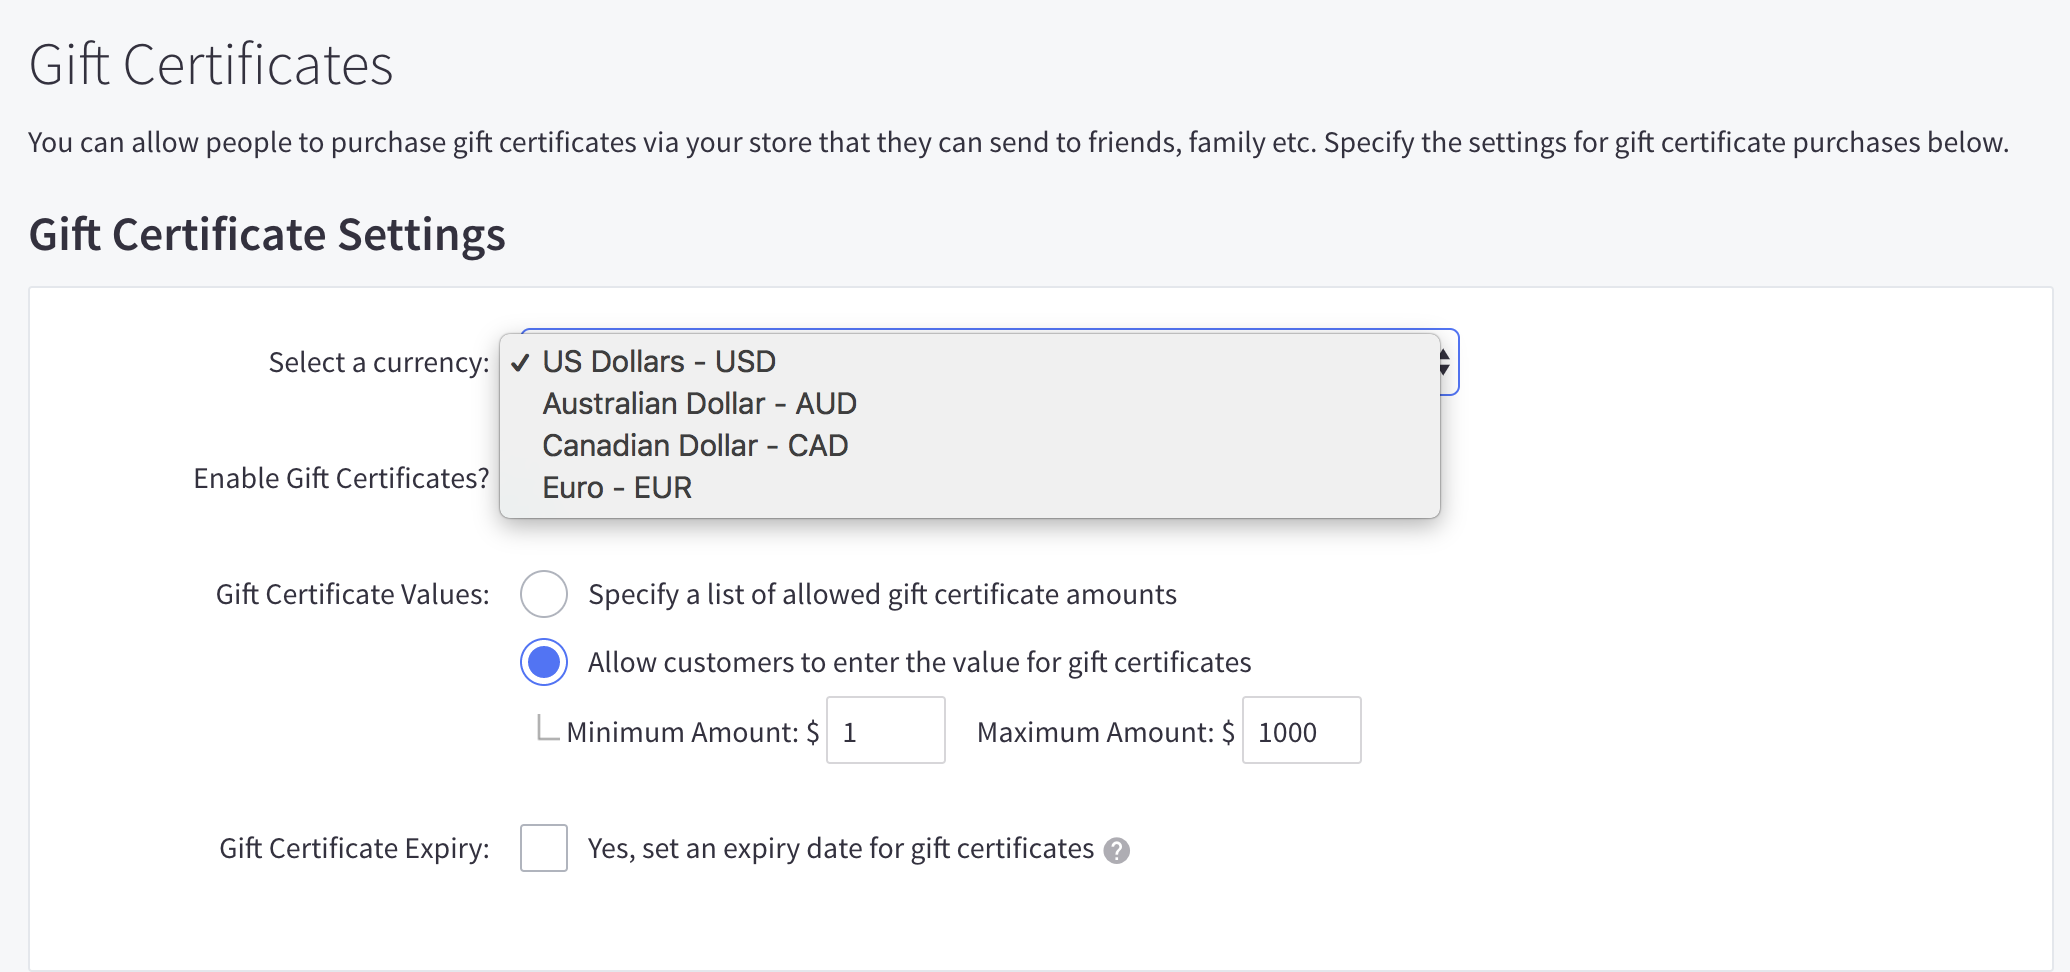 Gift Certificates
You can allow people to purchase gift certificates via your store that they can send to friends, family etc. Specify the settings for gift certificate purchases below.
Gift Certificate Settings
Select a currency:
✓ US Dollars - USD
Australian Dollar - AUD
Canadian Dollar - CAD
Euro - EUR
Enable Gift Certificates?
Gift Certificate Values:
Specify a list of allowed gift certificate amounts
Allow customers to enter the value for gift certificates
Minimum Amount: $ 1 Maximum Amount: $ 1000
Gift Certificate Expiry:
Yes, set an expiry date for gift certificates ?